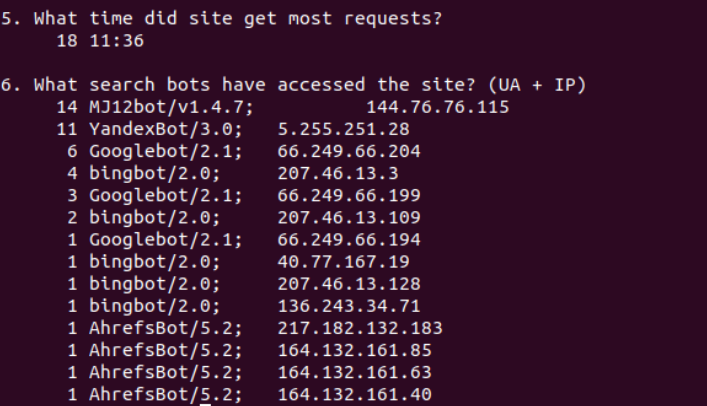 5. What time did site get most requests?
18 11:36
6. What search bots have accessed the site? (UA + IP)
14 MJ12bot/v1.4.7; 144.76.76.115
11 YandexBot/3.0; 5.255.251.28
6 Googlebot/2.1; 66.249.66.204
4 bingbot/2.0; 207.46.13.3
3 Googlebot/2.1; 66.249.66.199
2 bingbot/2.0; 207.46.13.109
1 Googlebot/2.1; 66.249.66.194
1 bingbot/2.0; 40.77.167.19
1 bingbot/2.0; 207.46.13.128
1 bingbot/2.0; 136.243.34.71
1 AhrefsBot/5.2; 217.182.132.183
1 AhrefsBot/5.2; 164.132.161.85
1 AhrefsBot/5.2; 164.132.161.63
1 AhrefsBot/5.2; 164.132.161.40